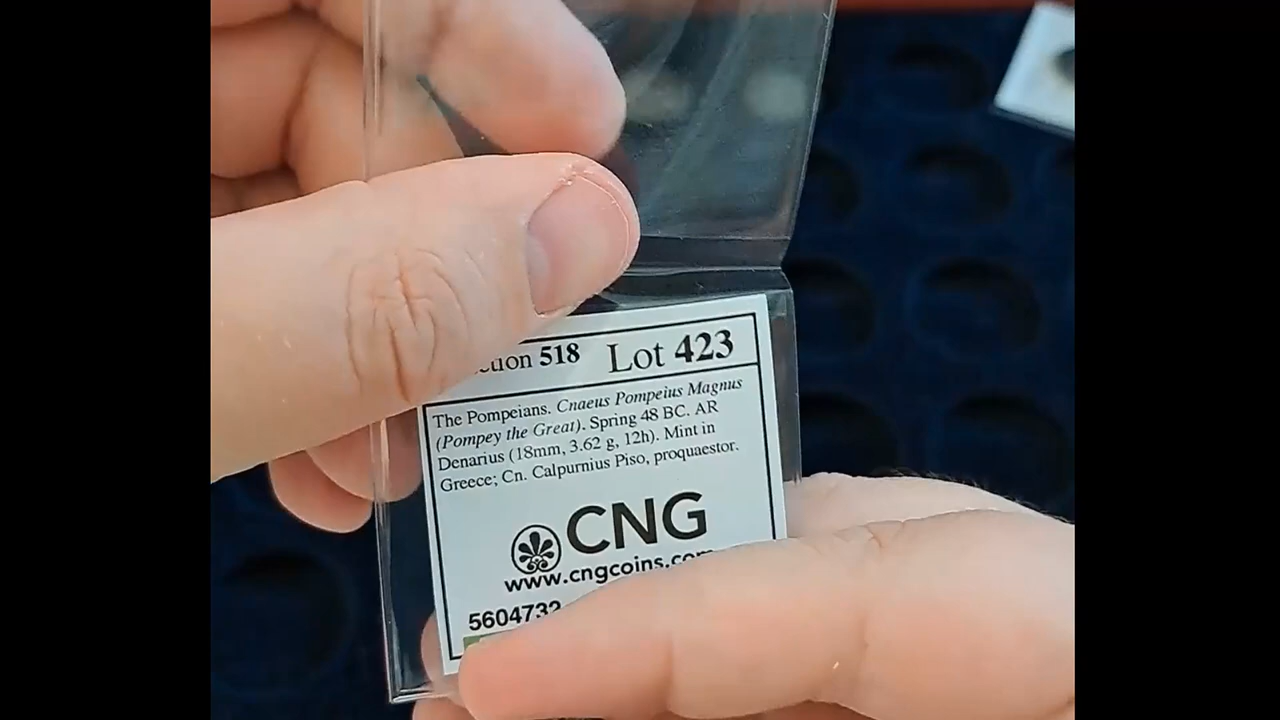 518 Lot 423
The Pompeians. Cnaeus Pompeius Magnus
(Pompey the Great). Spring 48 BC. AR
Denarius (18mm, 3.62 g, 12h). Mint in
Greece; Cn. Calpurnius Piso, proquaestor.
CNG
www.cngcoins.com
5604732